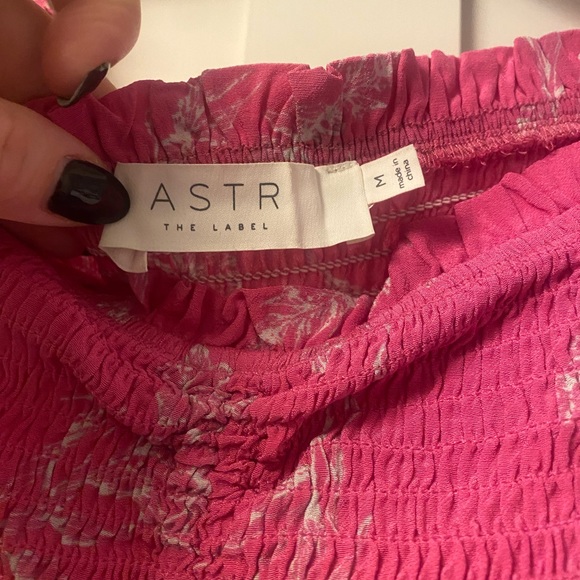 ASTR
THE LABEL
M
made in
china